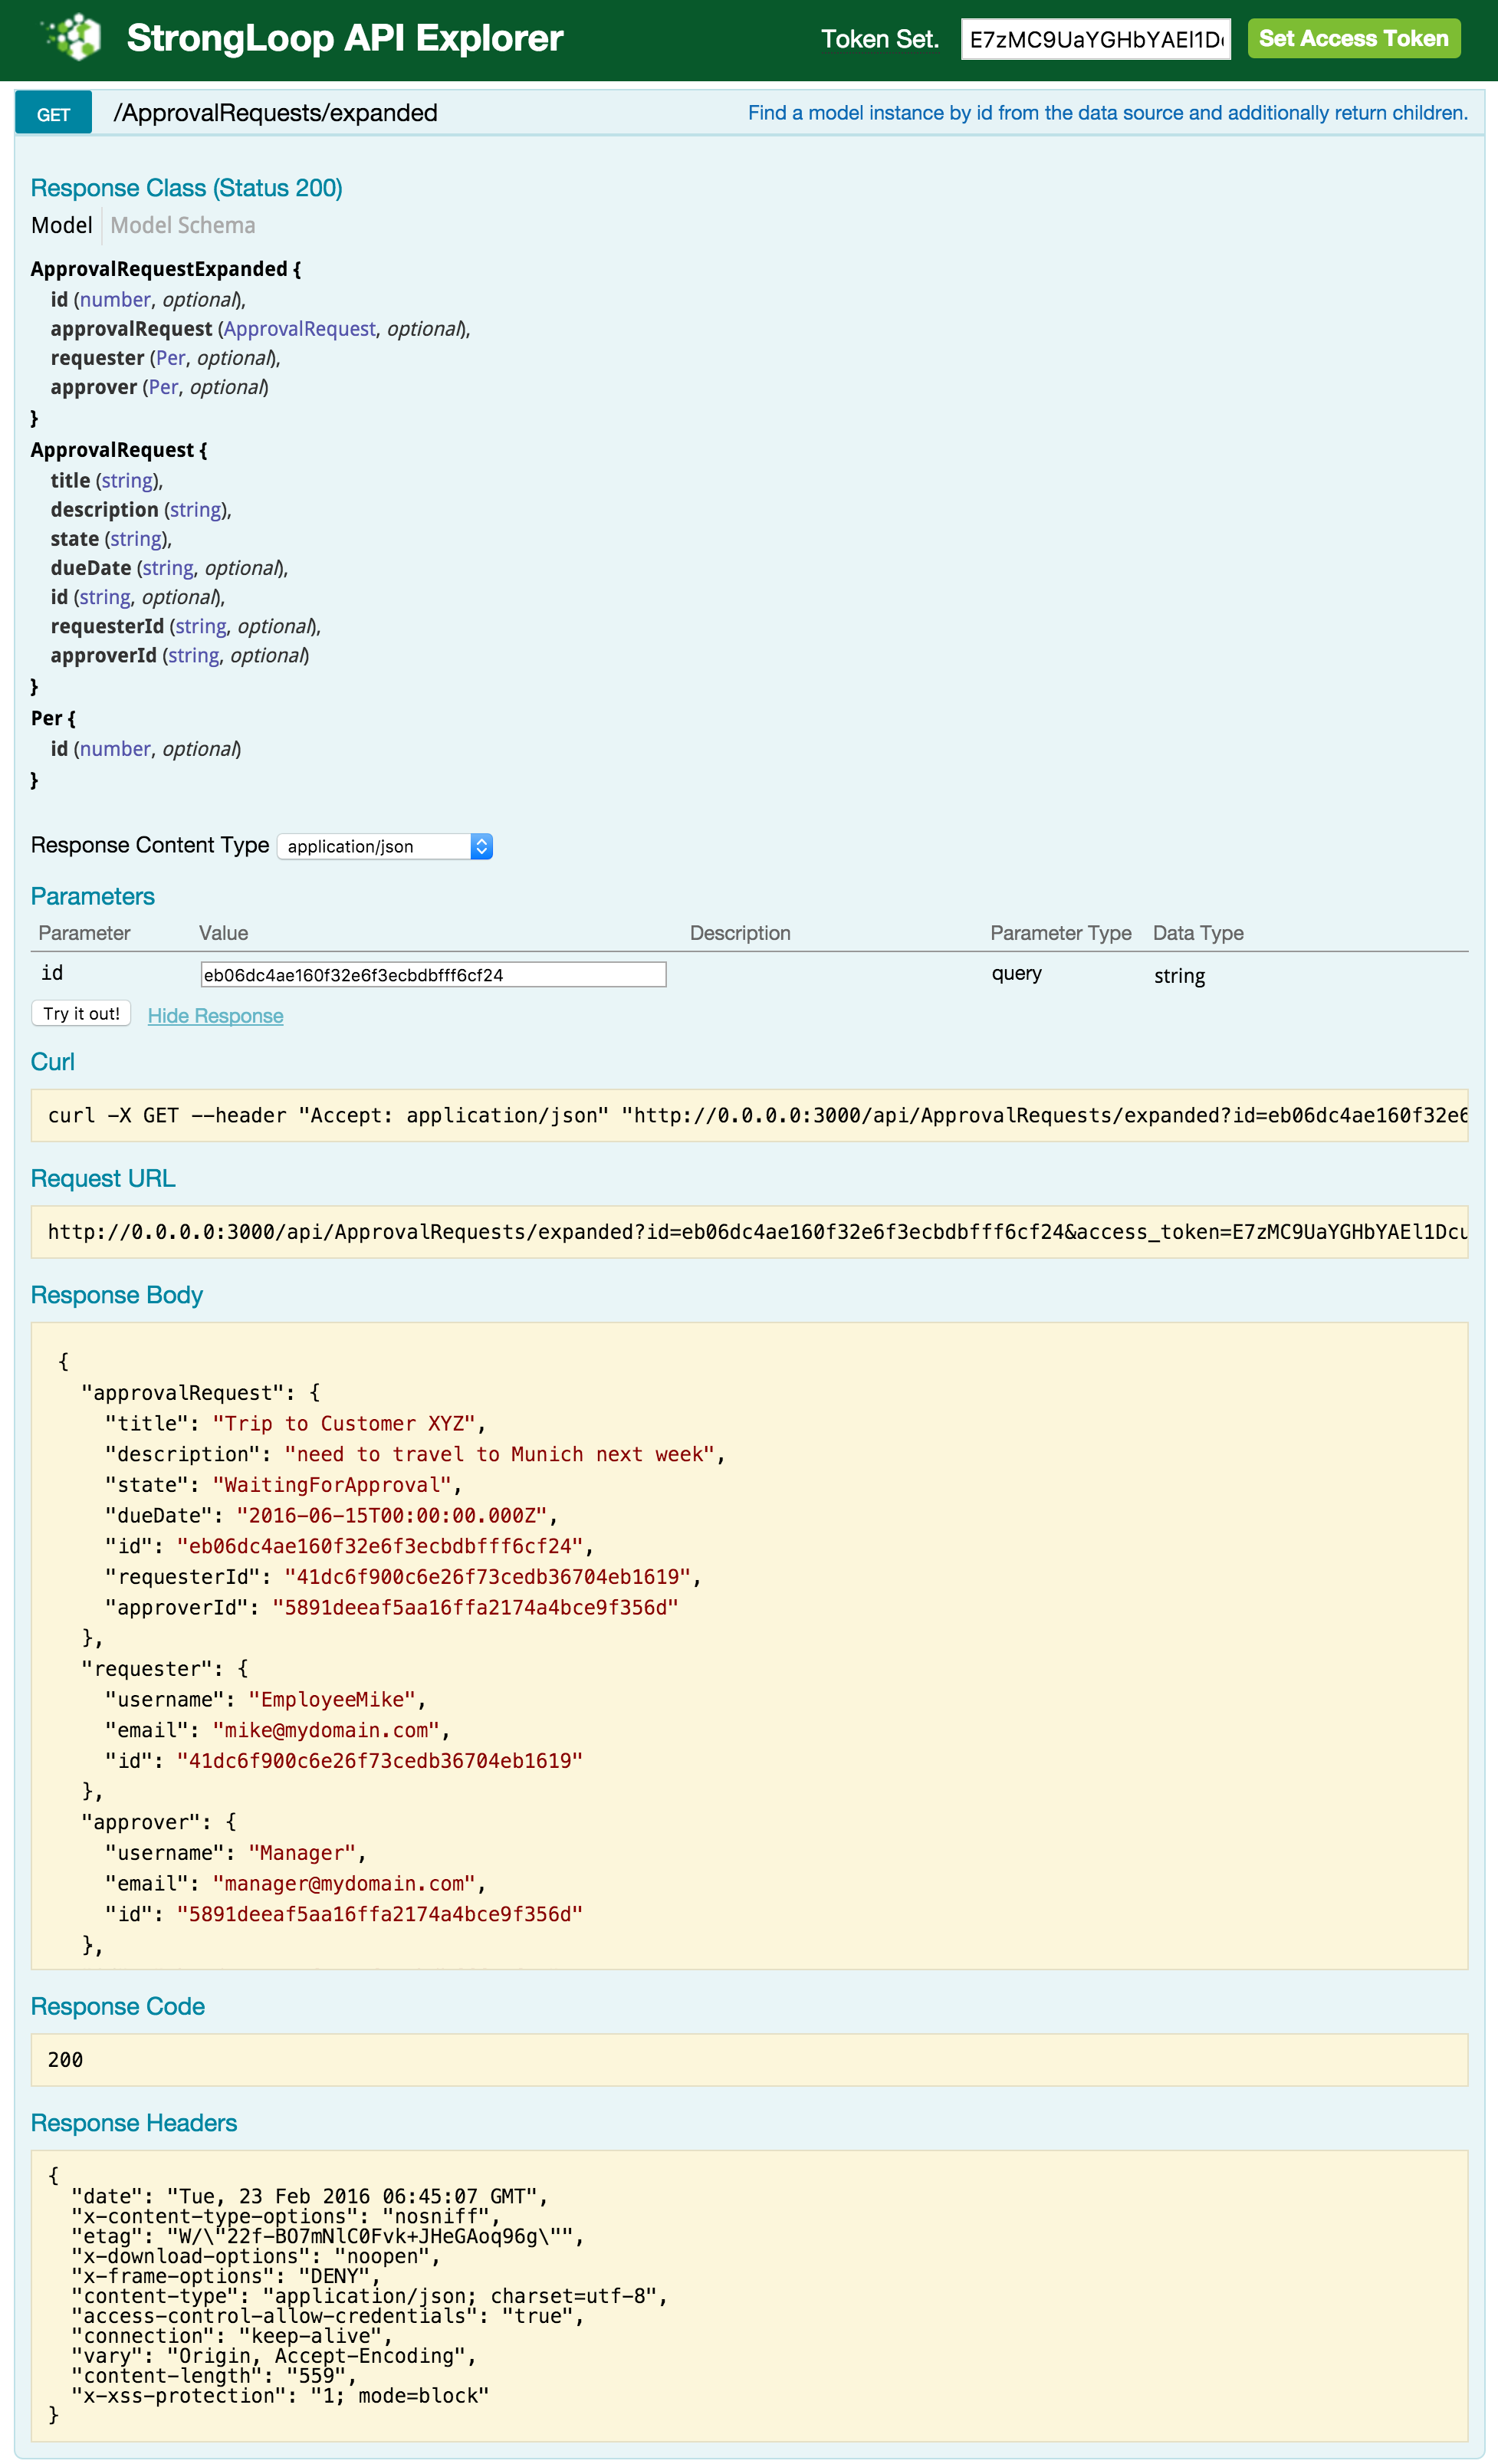 StrongLoop API Explorer Token Set. E7zMC9UaYGHbYAEl1D Set Access Token
GET /ApprovalRequests/expanded Find a model instance by id from the data source and additionally return children.
Response Class (Status 200)
Model Model Schema
ApprovalRequestExpanded {
id (number, optional),
approvalRequest (ApprovalRequest, optional),
requester (Per, optional),
approver (Per, optional)
}
ApprovalRequest {
title (string),
description (string),
state (string),
dueDate (string, optional),
id (string, optional),
requesterId (string, optional),
approverId (string, optional)
}
Per {
id (number, optional)
}
Response Content Type application/json
Parameters
Parameter Value Description Parameter Type Data Type
id eb06dc4ae160f32e6f3ecbdbfff6cf24 query string
Try it out! Hide Response
Curl
curl -X GET --header "Accept: application/json" "http://0.0.0.0:3000/api/ApprovalRequests/expanded?id=eb06dc4ae160f32e6
Request URL
http://0.0.0.0:3000/api/ApprovalRequests/expanded?id=eb06dc4ae160f32e6f3ecbdbfff6cf24&access_token=E7zMC9UaYGHbYAEl1Dcu
Response Body
{
"approvalRequest": {
"title": "Trip to Customer XYZ",
"description": "need to travel to Munich next week",
"state": "WaitingForApproval",
"dueDate": "2016-06-15T00:00:00.000Z",
"id": "eb06dc4ae160f32e6f3ecbdbfff6cf24",
"requesterId": "41dc6f900c6e26f73cedb36704eb1619",
"approverId": "5891deeaf5aa16ffa2174a4bce9f356d"
},
"requester": {
"username": "EmployeeMike",
"email": "mike@mydomain.com",
"id": "41dc6f900c6e26f73cedb36704eb1619"
},
"approver": {
"username": "Manager",
"email": "manager@mydomain.com",
"id": "5891deeaf5aa16ffa2174a4bce9f356d"
},
Response Code
200
Response Headers
{
"date": "Tue, 23 Feb 2016 06:45:07 GMT",
"x-content-type-options": "nosniff",
"etag": "W/\"22f-BO7mNlC0Fvk+JHeGAoq96g\"",
"x-download-options": "noopen",
"x-frame-options": "DENY",
"content-type": "application/json; charset=utf-8",
"access-control-allow-credentials": "true",
"connection": "keep-alive",
"vary": "Origin, Accept-Encoding",
"content-length": "559",
"x-xss-protection": "1; mode=block"
}